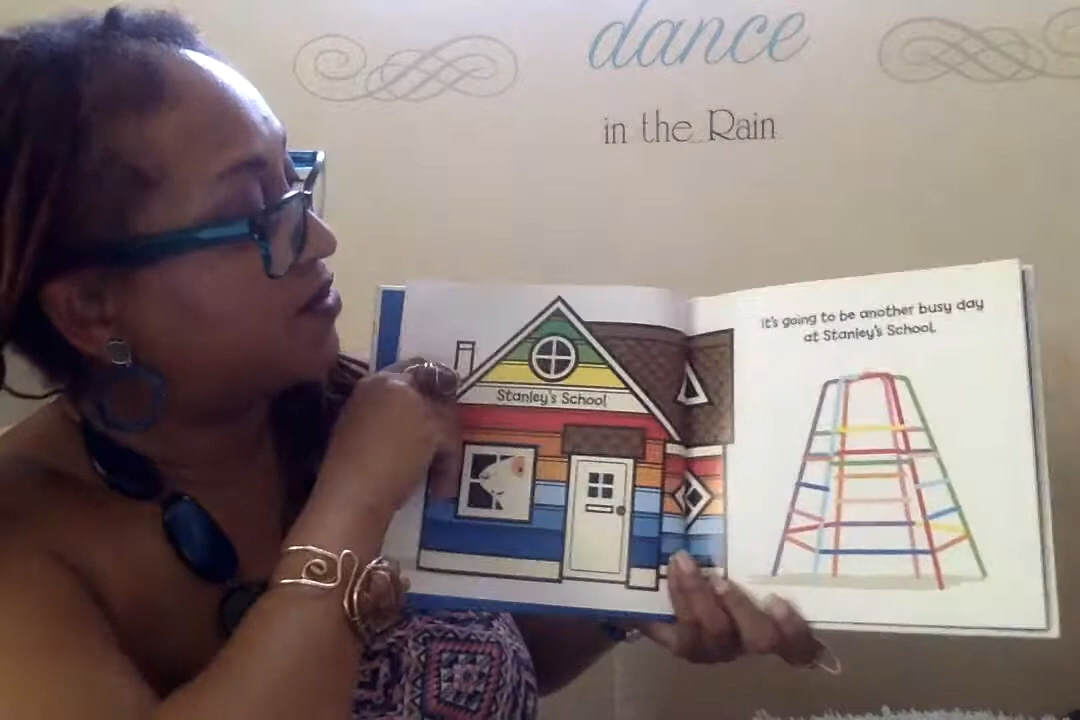 dance
in the Rain
Stanley's School
It's going to be another busy day
at Stanley's School.